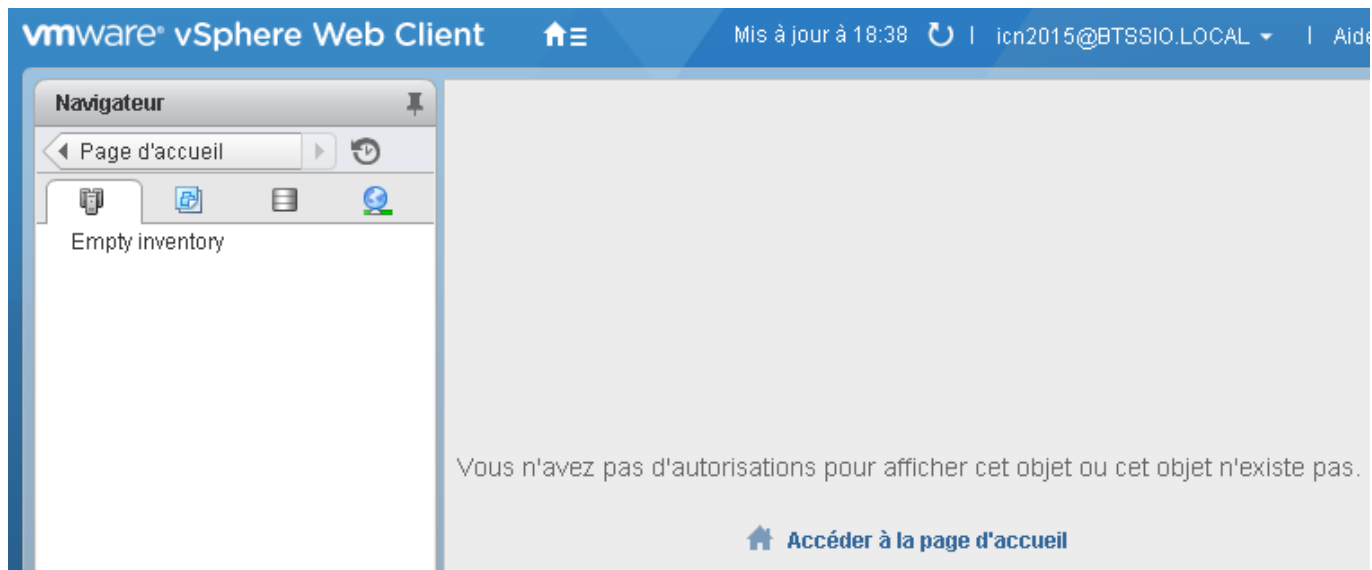 vmware® vSphere Web Client Mis à jour à 18:38 | icn2015@BTSSIO.LOCAL | Aide
Navigateur
Page d'accueil
Empty inventory
Vous n'avez pas d'autorisations pour afficher cet objet ou cet objet n'existe pas.
Accéder à la page d'accueil